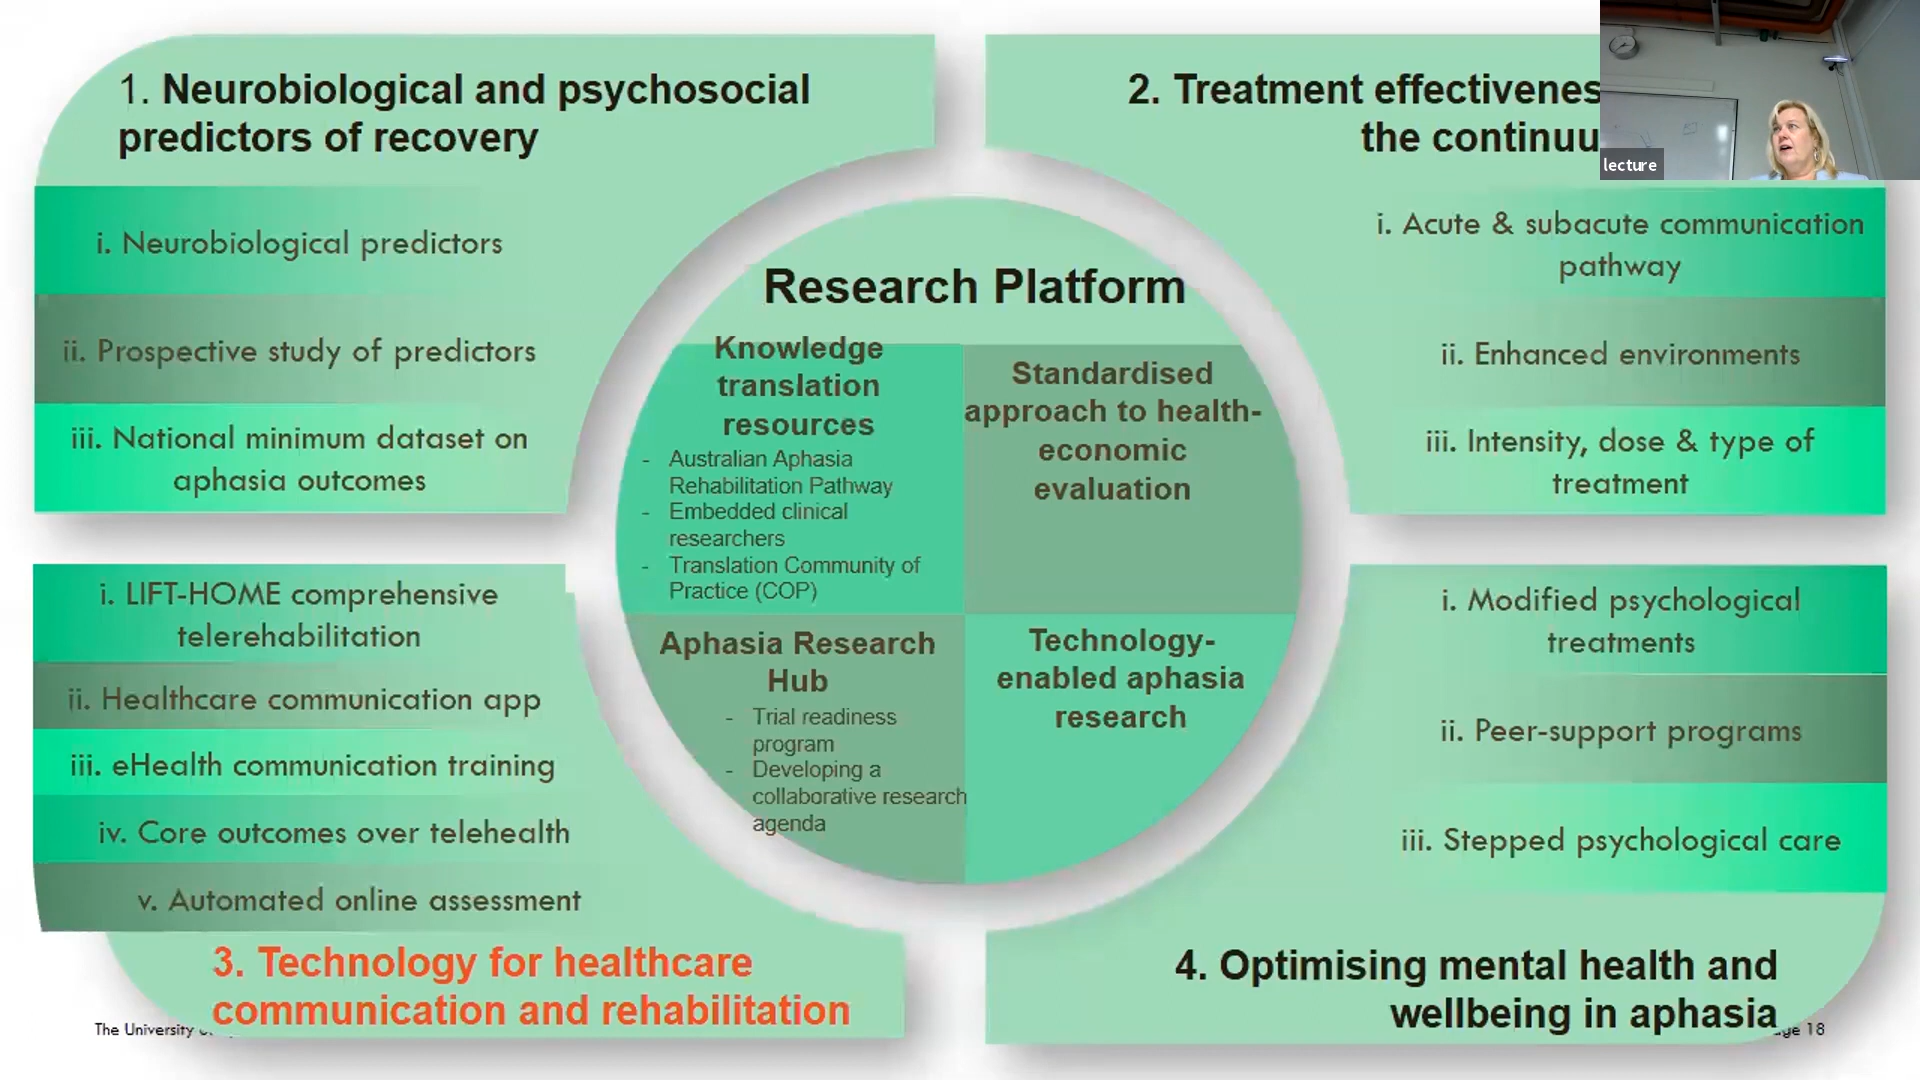 1. Neurobiological and psychosocial
predictors of recovery
i. Neurobiological predictors
ii. Prospective study of predictors
iii. National minimum dataset on
aphasia outcomes
2. Treatment
the
lecture
i. Acute & subacute communication
pathway
ii. Enhanced environments
iii. Intensity, dose & type of
treatment
Research Platform
Knowledge
translation
resources
- Australian Aphasia
Rehabilitation Pathway
- Embedded clinical
researchers
- Translation Community of
Practice (COP)
Standardised
approach to health-
economic
evaluation
Aphasia Research
Hub
- Trial readiness
program
- Developing a
collaborative research
agenda
Technology-
enabled aphasia
research
i. LIFT-HOME comprehensive
telerehabilitation
ii. Healthcare communication app
iii. eHealth communication training
iv. Core outcomes over telehealth
v. Automated online assessment
3. Technology for healthcare
communication and rehabilitation
i. Modified psychological
treatments
ii. Peer-support programs
iii. Stepped psychological care
4. Optimising mental health and
wellbeing in aphasia
The University
18